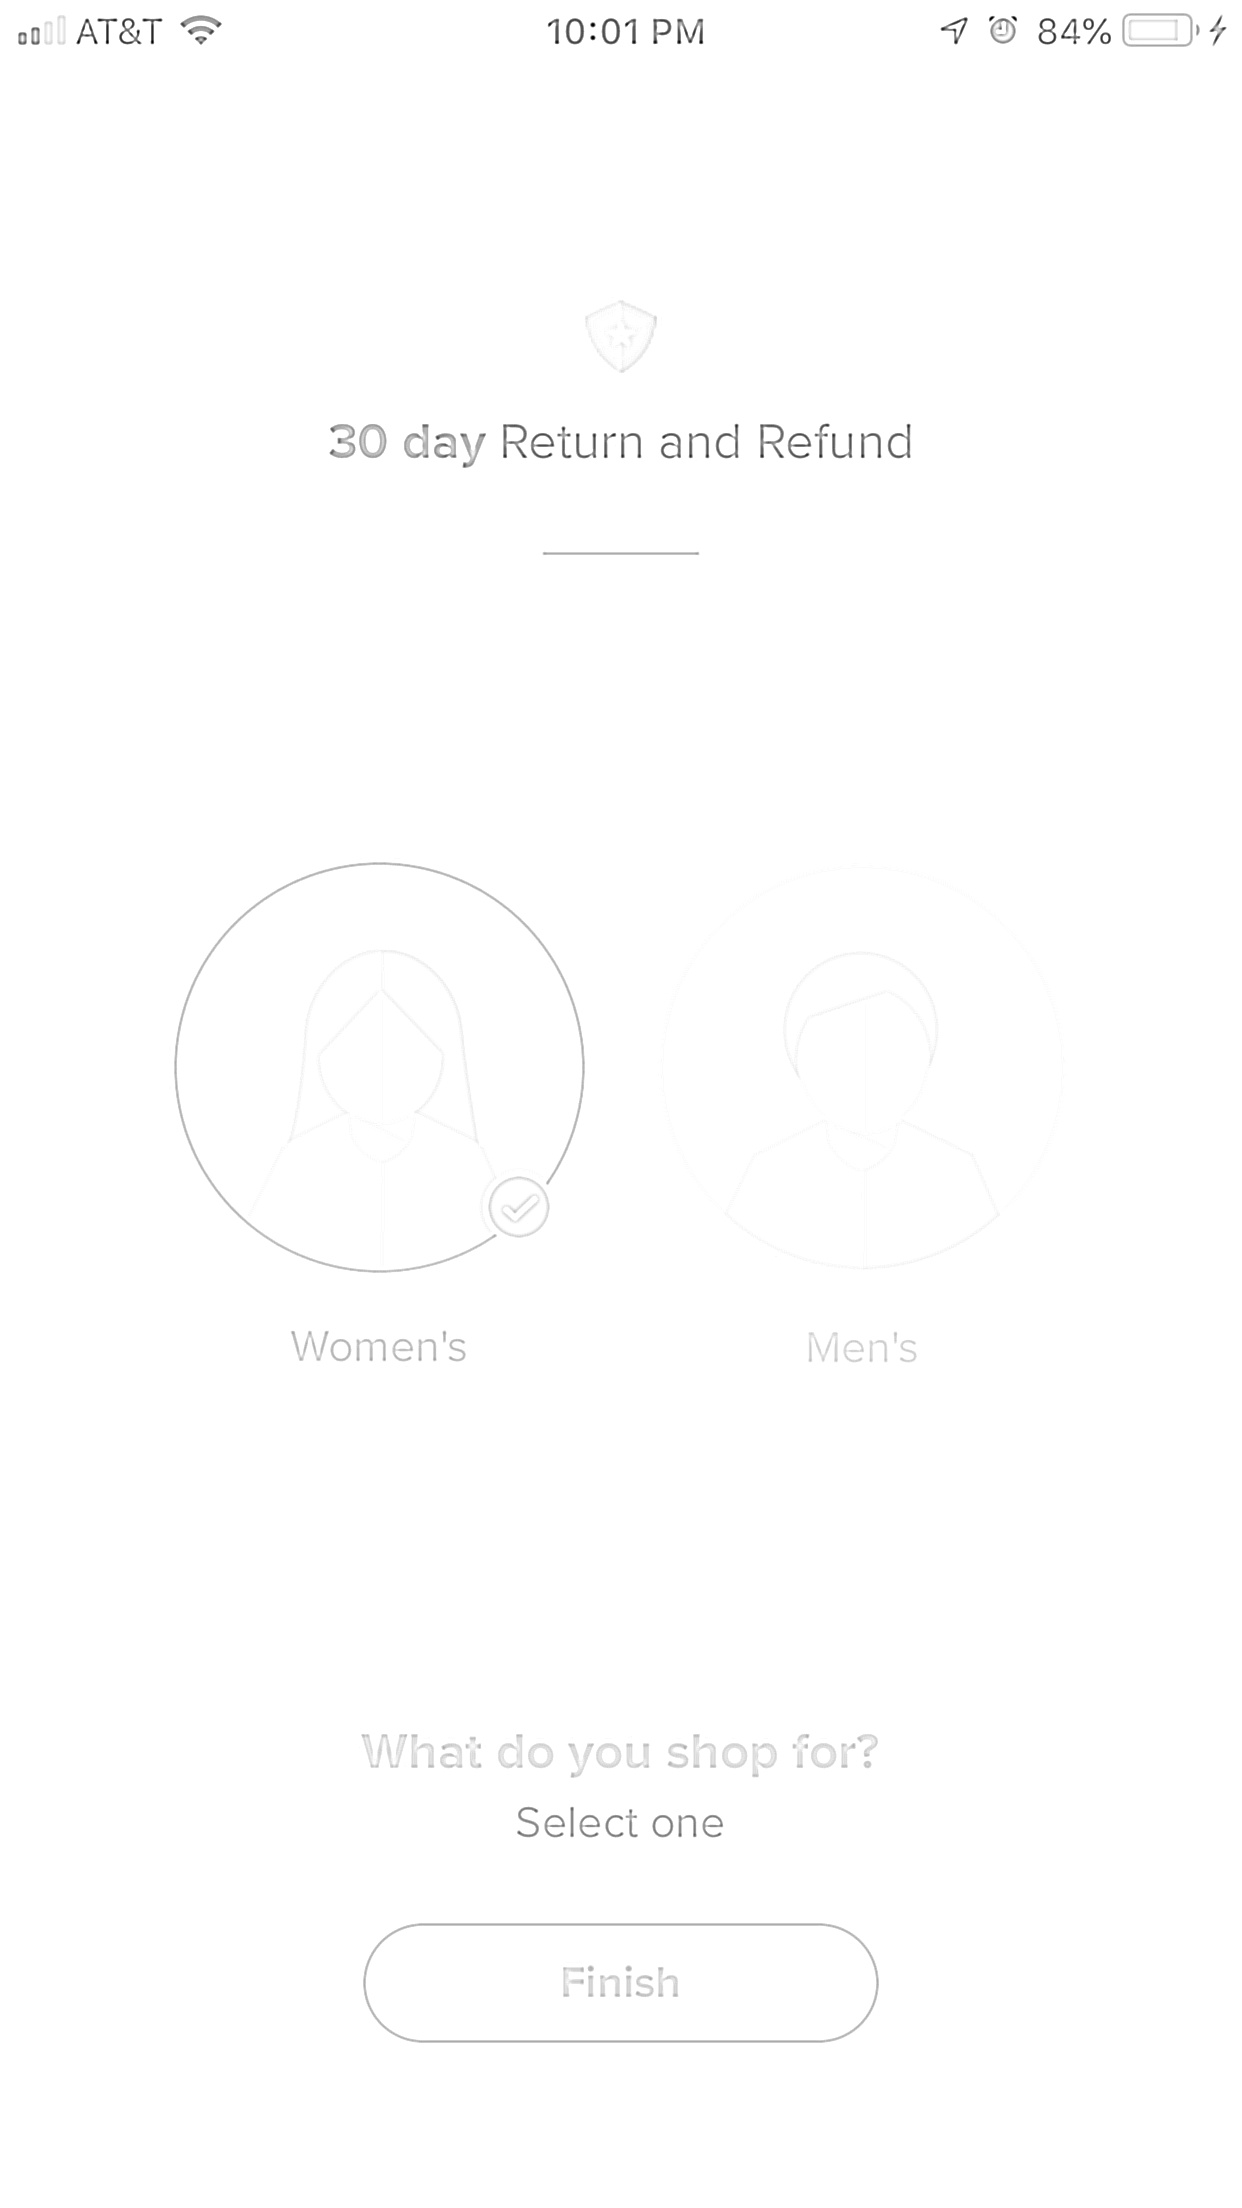 AT&T 10:01 PM 84%
30 day Return and Refund
Women's Men's
What do you shop for?
Select one
Finish